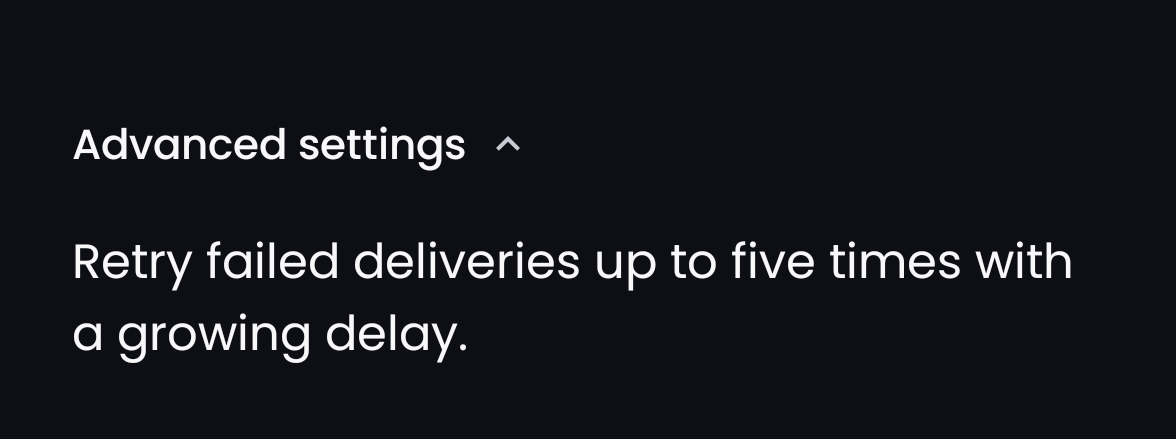 Advanced settings
Retry failed deliveries up to five times with
a growing delay.